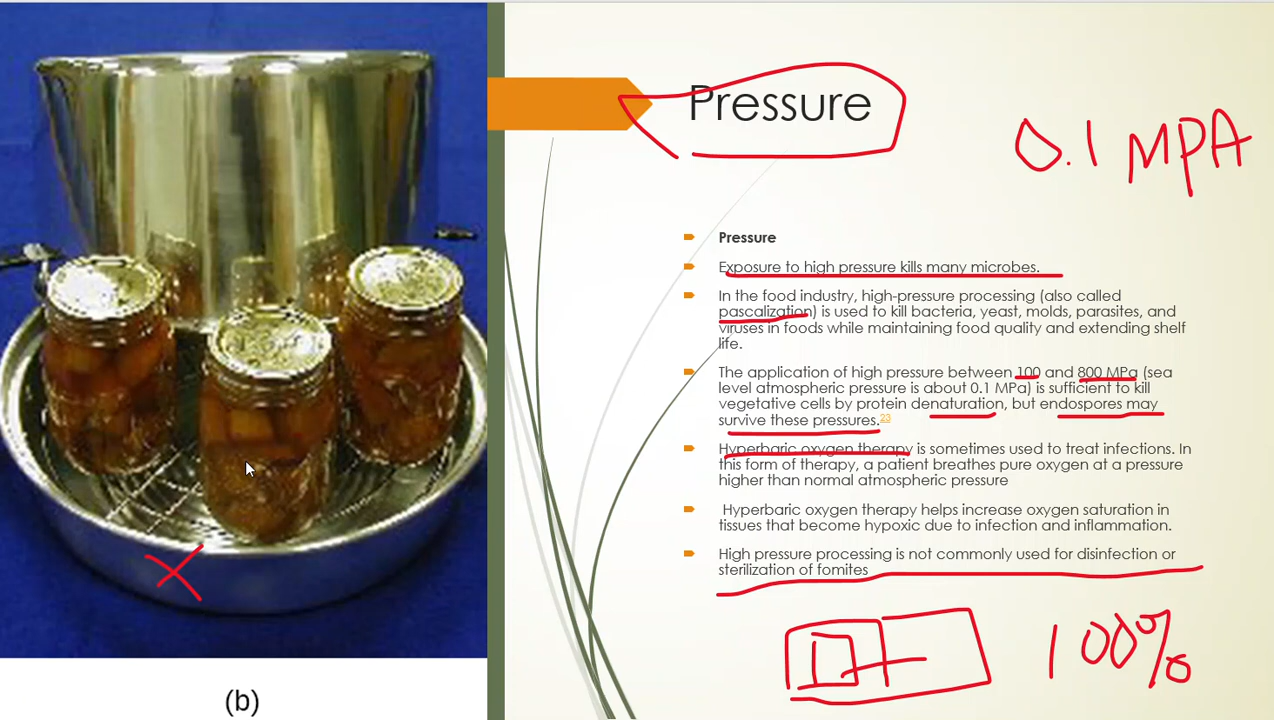 Pressure
0.1 MPA
Pressure
Exposure to high pressure kills many microbes.
In the food industry, high-pressure processing (also called
pascalization) is used to kill bacteria, yeast, molds, parasites, and
viruses in foods while maintaining food quality and extending shelf
life.
The application of high pressure between 100 and 800 MPa (sea
level atmospheric pressure is about 0.1 MPa) is sufficient to kill
vegetative cells by protein denaturation, but endospores may
survive these pressures.23
Hyperbaric oxygen therapy is sometimes used to treat infections. In
this form of therapy, a patient breathes pure oxygen at a pressure
higher than normal atmospheric pressure
Hyperbaric oxygen therapy helps increase oxygen saturation in
tissues that become hypoxic due to infection and inflammation.
High pressure processing is not commonly used for disinfection or
sterilization of fomites
100%
(b)